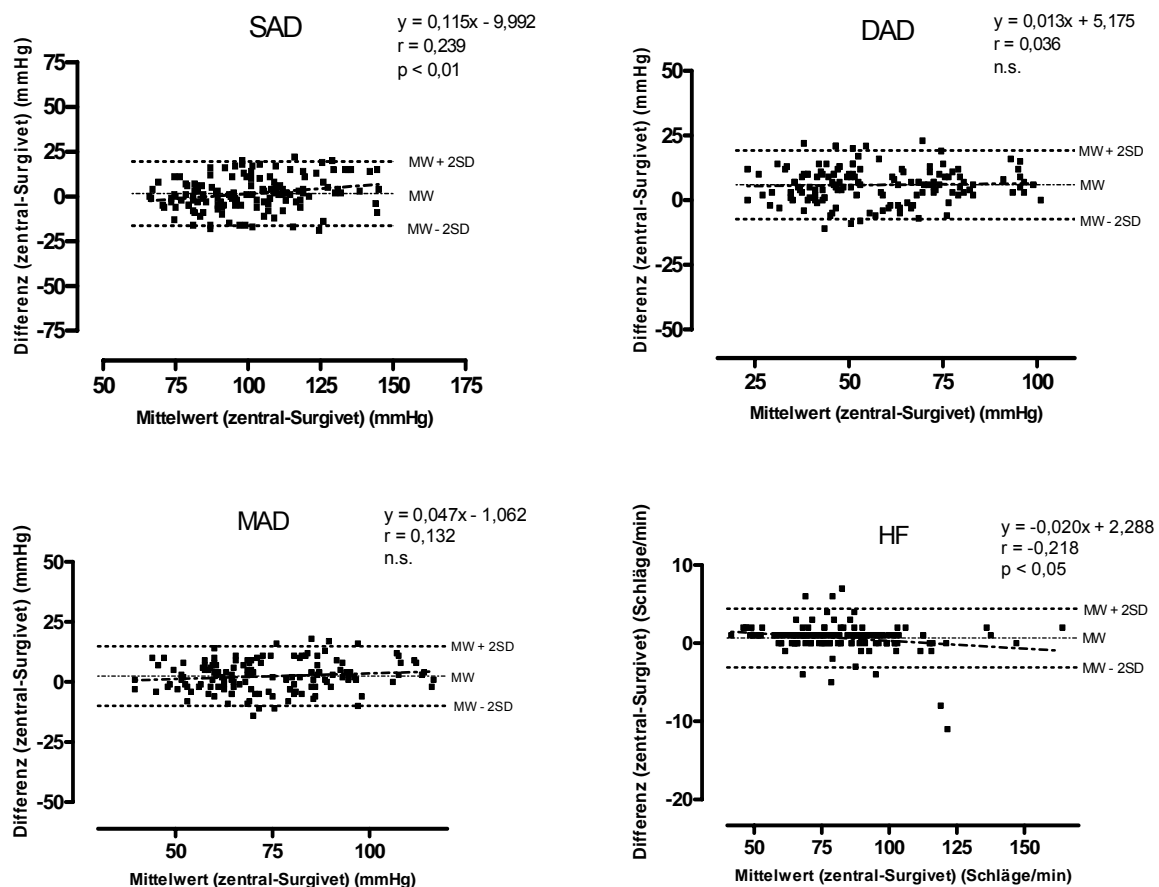 SAD
y = 0,115x - 9,992
r = 0,239
p < 0,01
Differenz (zentral-Surgivet) (mmHg)
75
50
25
0
-25
-50
-75
MW + 2SD
MW
MW - 2SD
50 75 100 125 150 175
Mittelwert (zentral-Surgivet) (mmHg)
DAD
y = 0,013x + 5,175
r = 0,036
n.s.
Differenz (zentral-Surgivet) (mmHg)
50
25
0
-25
-50
MW + 2SD
MW
MW - 2SD
25 50 75 100
Mittelwert (zentral-Surgivet) (mmHg)
MAD
y = 0,047x - 1,062
r = 0,132
n.s.
Differenz (zentral-Surgivet) (mmHg)
50
25
0
-25
-50
MW + 2SD
MW
MW - 2SD
50 75 100
Mittelwert (zentral-Surgivet) (mmHg)
HF
y = -0,020x + 2,288
r = -0,218
p < 0,05
Differenz (zentral-Surgivet) (Schläge/min)
10
0
-10
-20
MW + 2SD
MW
MW - 2SD
50 75 100 125 150
Mittelwert (zentral-Surgivet) (Schläge/min)